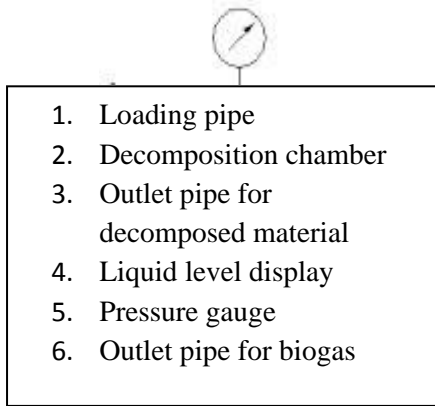 1. Loading pipe
2. Decomposition chamber
3. Outlet pipe for
decomposed material
4. Liquid level display
5. Pressure gauge
6. Outlet pipe for biogas